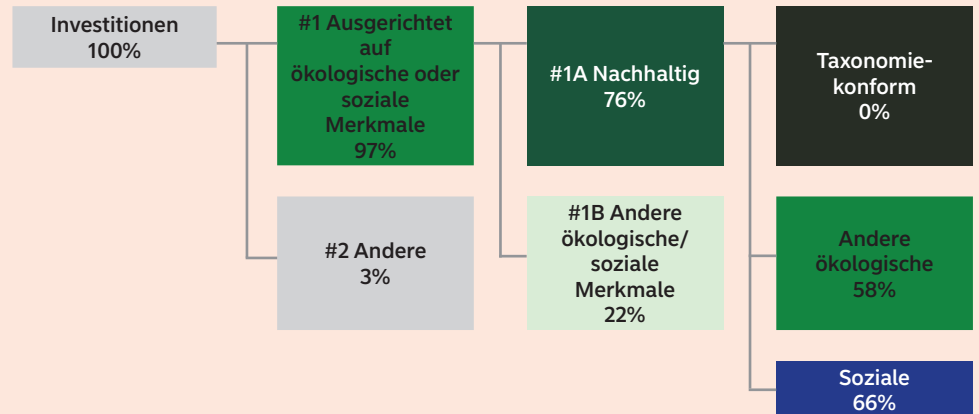 Investitionen
100%
#1 Ausgerichtet
auf
ökologische oder
soziale
Merkmale
97%
#1A Nachhaltig
76%
Taxonomie-
konform
0%
#2 Andere
3%
#1B Andere
ökologische/
soziale
Merkmale
22%
Andere
ökologische
58%
Soziale
66%